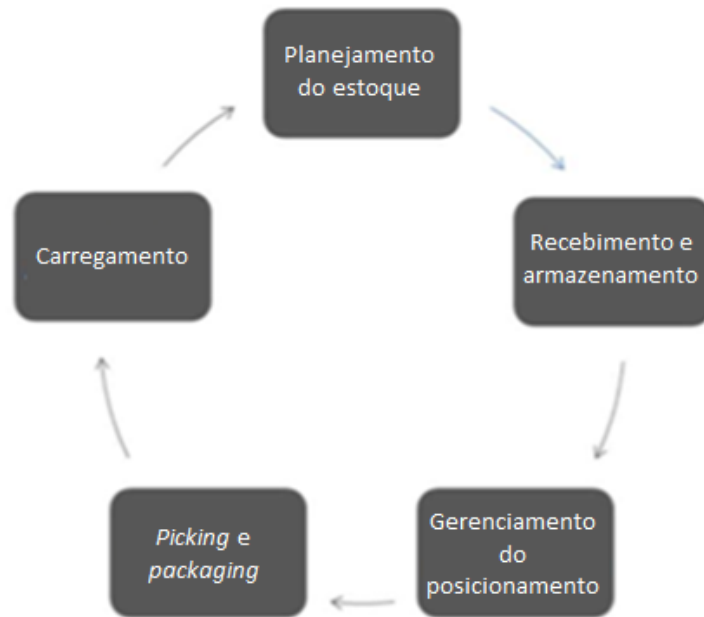 Planejamento
do estoque
Recebimento e
armazenamento
Gerenciamento
do
posicionamento
Picking e
packaging
Carregamento